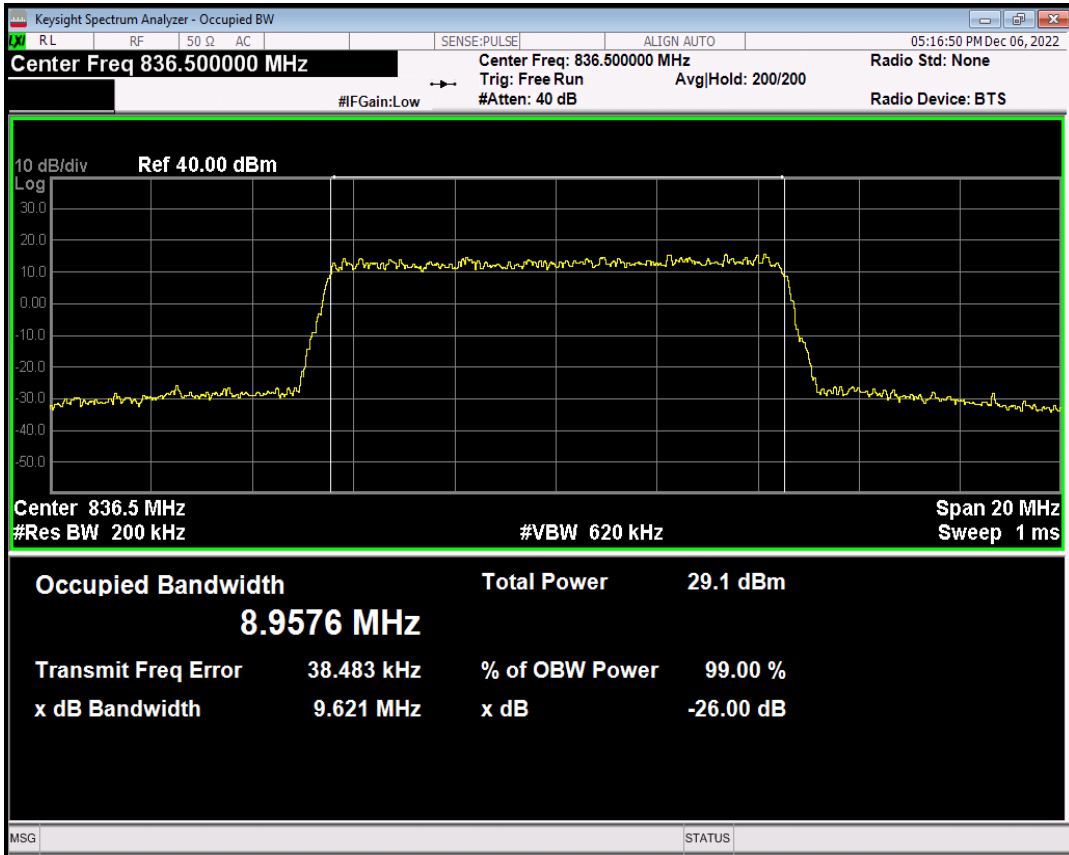 Keysight Spectrum Analyzer - Occupied BW
LXI RL RF 50 Ω AC SENSE:PULSE ALIGN AUTO 05:16:50 PM Dec 06, 2022
Center Freq 836.500000 MHz
Center Freq: 836.500000 MHz Radio Std: None
Trig: Free Run Avg|Hold: 200/200
#IFGain:Low #Atten: 40 dB Radio Device: BTS
10 dB/div Ref 40.00 dBm
Log
30.0
20.0
10.0
0.00
-10.0
-20.0
-30.0
-40.0
-50.0
Center 836.5 MHz Span 20 MHz
#Res BW 200 kHz #VBW 620 kHz Sweep 1 ms
Occupied Bandwidth Total Power 29.1 dBm
8.9576 MHz
Transmit Freq Error 38.483 kHz % of OBW Power 99.00 %
x dB Bandwidth 9.621 MHz x dB -26.00 dB
MSG STATUS